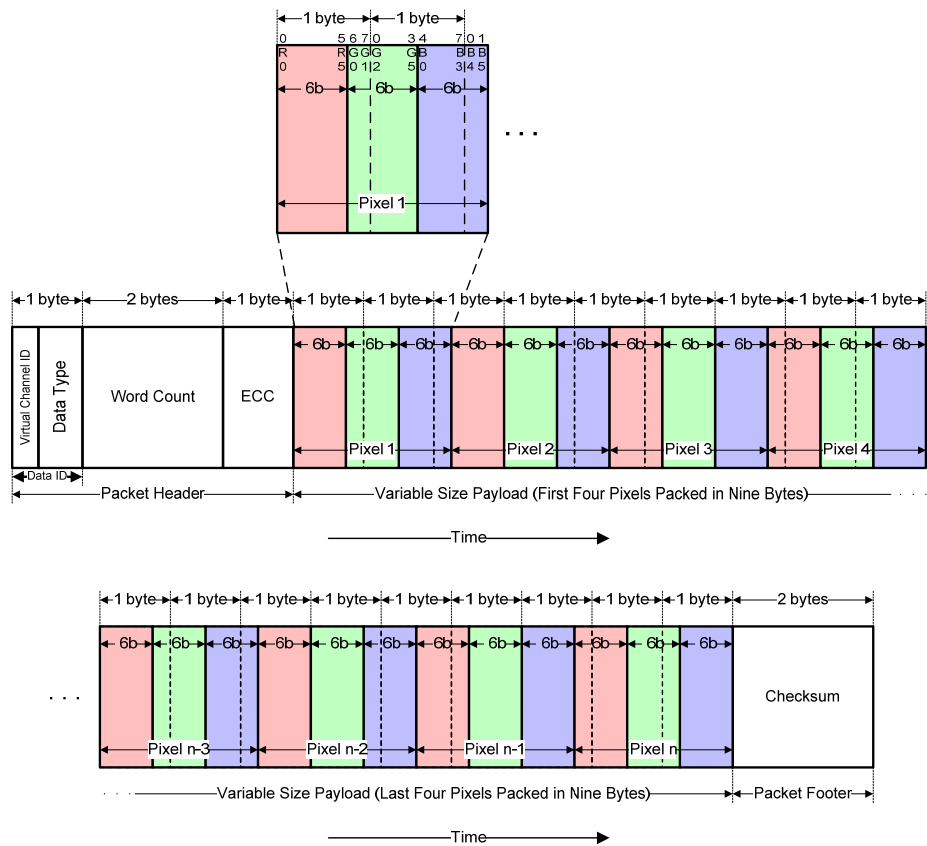 1 byte 1 byte
0 5 6 7 0 3 4 7 0 1
R R G G G G B B B B
0 5 0 1 2 5 0 3 4 5
6b 6b 6b
Pixel 1
. . .
1 byte 2 bytes 1 byte 1 byte 1 byte 1 byte 1 byte 1 byte 1 byte 1 byte 1 byte
Virtual Channel ID
Data Type
Word Count
ECC
6b 6b 6b 6b 6b 6b 6b 6b 6b 6b 6b 6b
Pixel 1 Pixel 2 Pixel 3 Pixel 4
Data ID
Packet Header
Variable Size Payload (First Four Pixels Packed in Nine Bytes)
Time
1 byte 1 byte 1 byte 1 byte 1 byte 1 byte 1 byte 1 byte 1 byte 2 bytes
6b 6b 6b 6b 6b 6b 6b 6b 6b 6b 6b 6b
. . .
Checksum
Pixel n-3 Pixel n-2 Pixel n-1 Pixel n
Variable Size Payload (Last Four Pixels Packed in Nine Bytes)
Packet Footer
Time